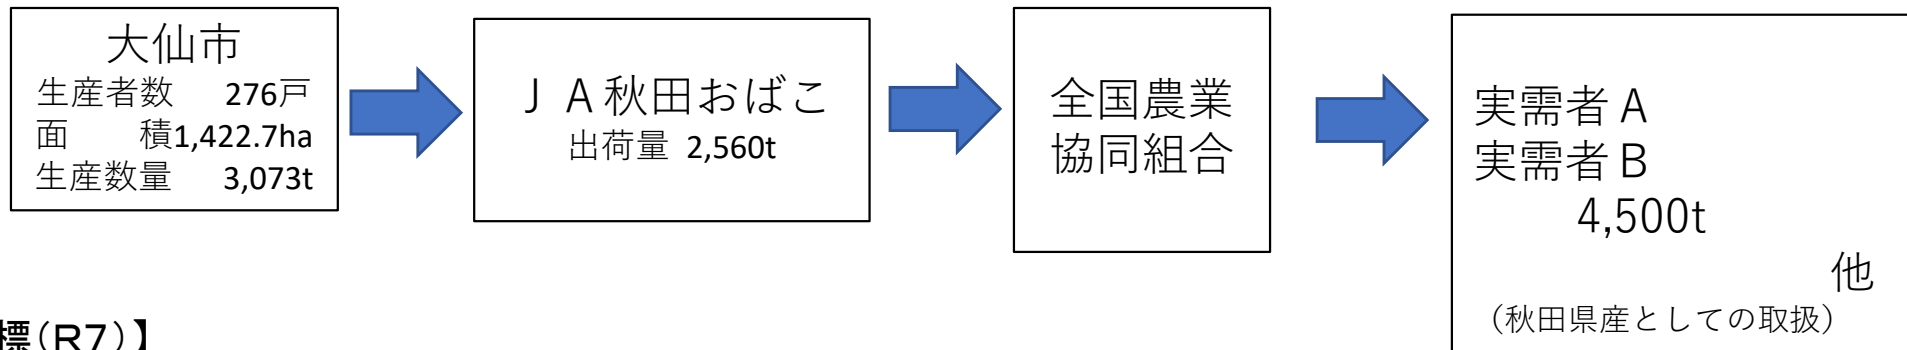 大仙市
生産者数 276戸
面 積1,422.7ha
生産数量 3,073t
ＪＡ秋田おばこ
出荷量 2,560t
全国農業
協同組合
実需者Ａ
実需者Ｂ
4,500t
他
（秋田県産としての取扱）
標（R7）】